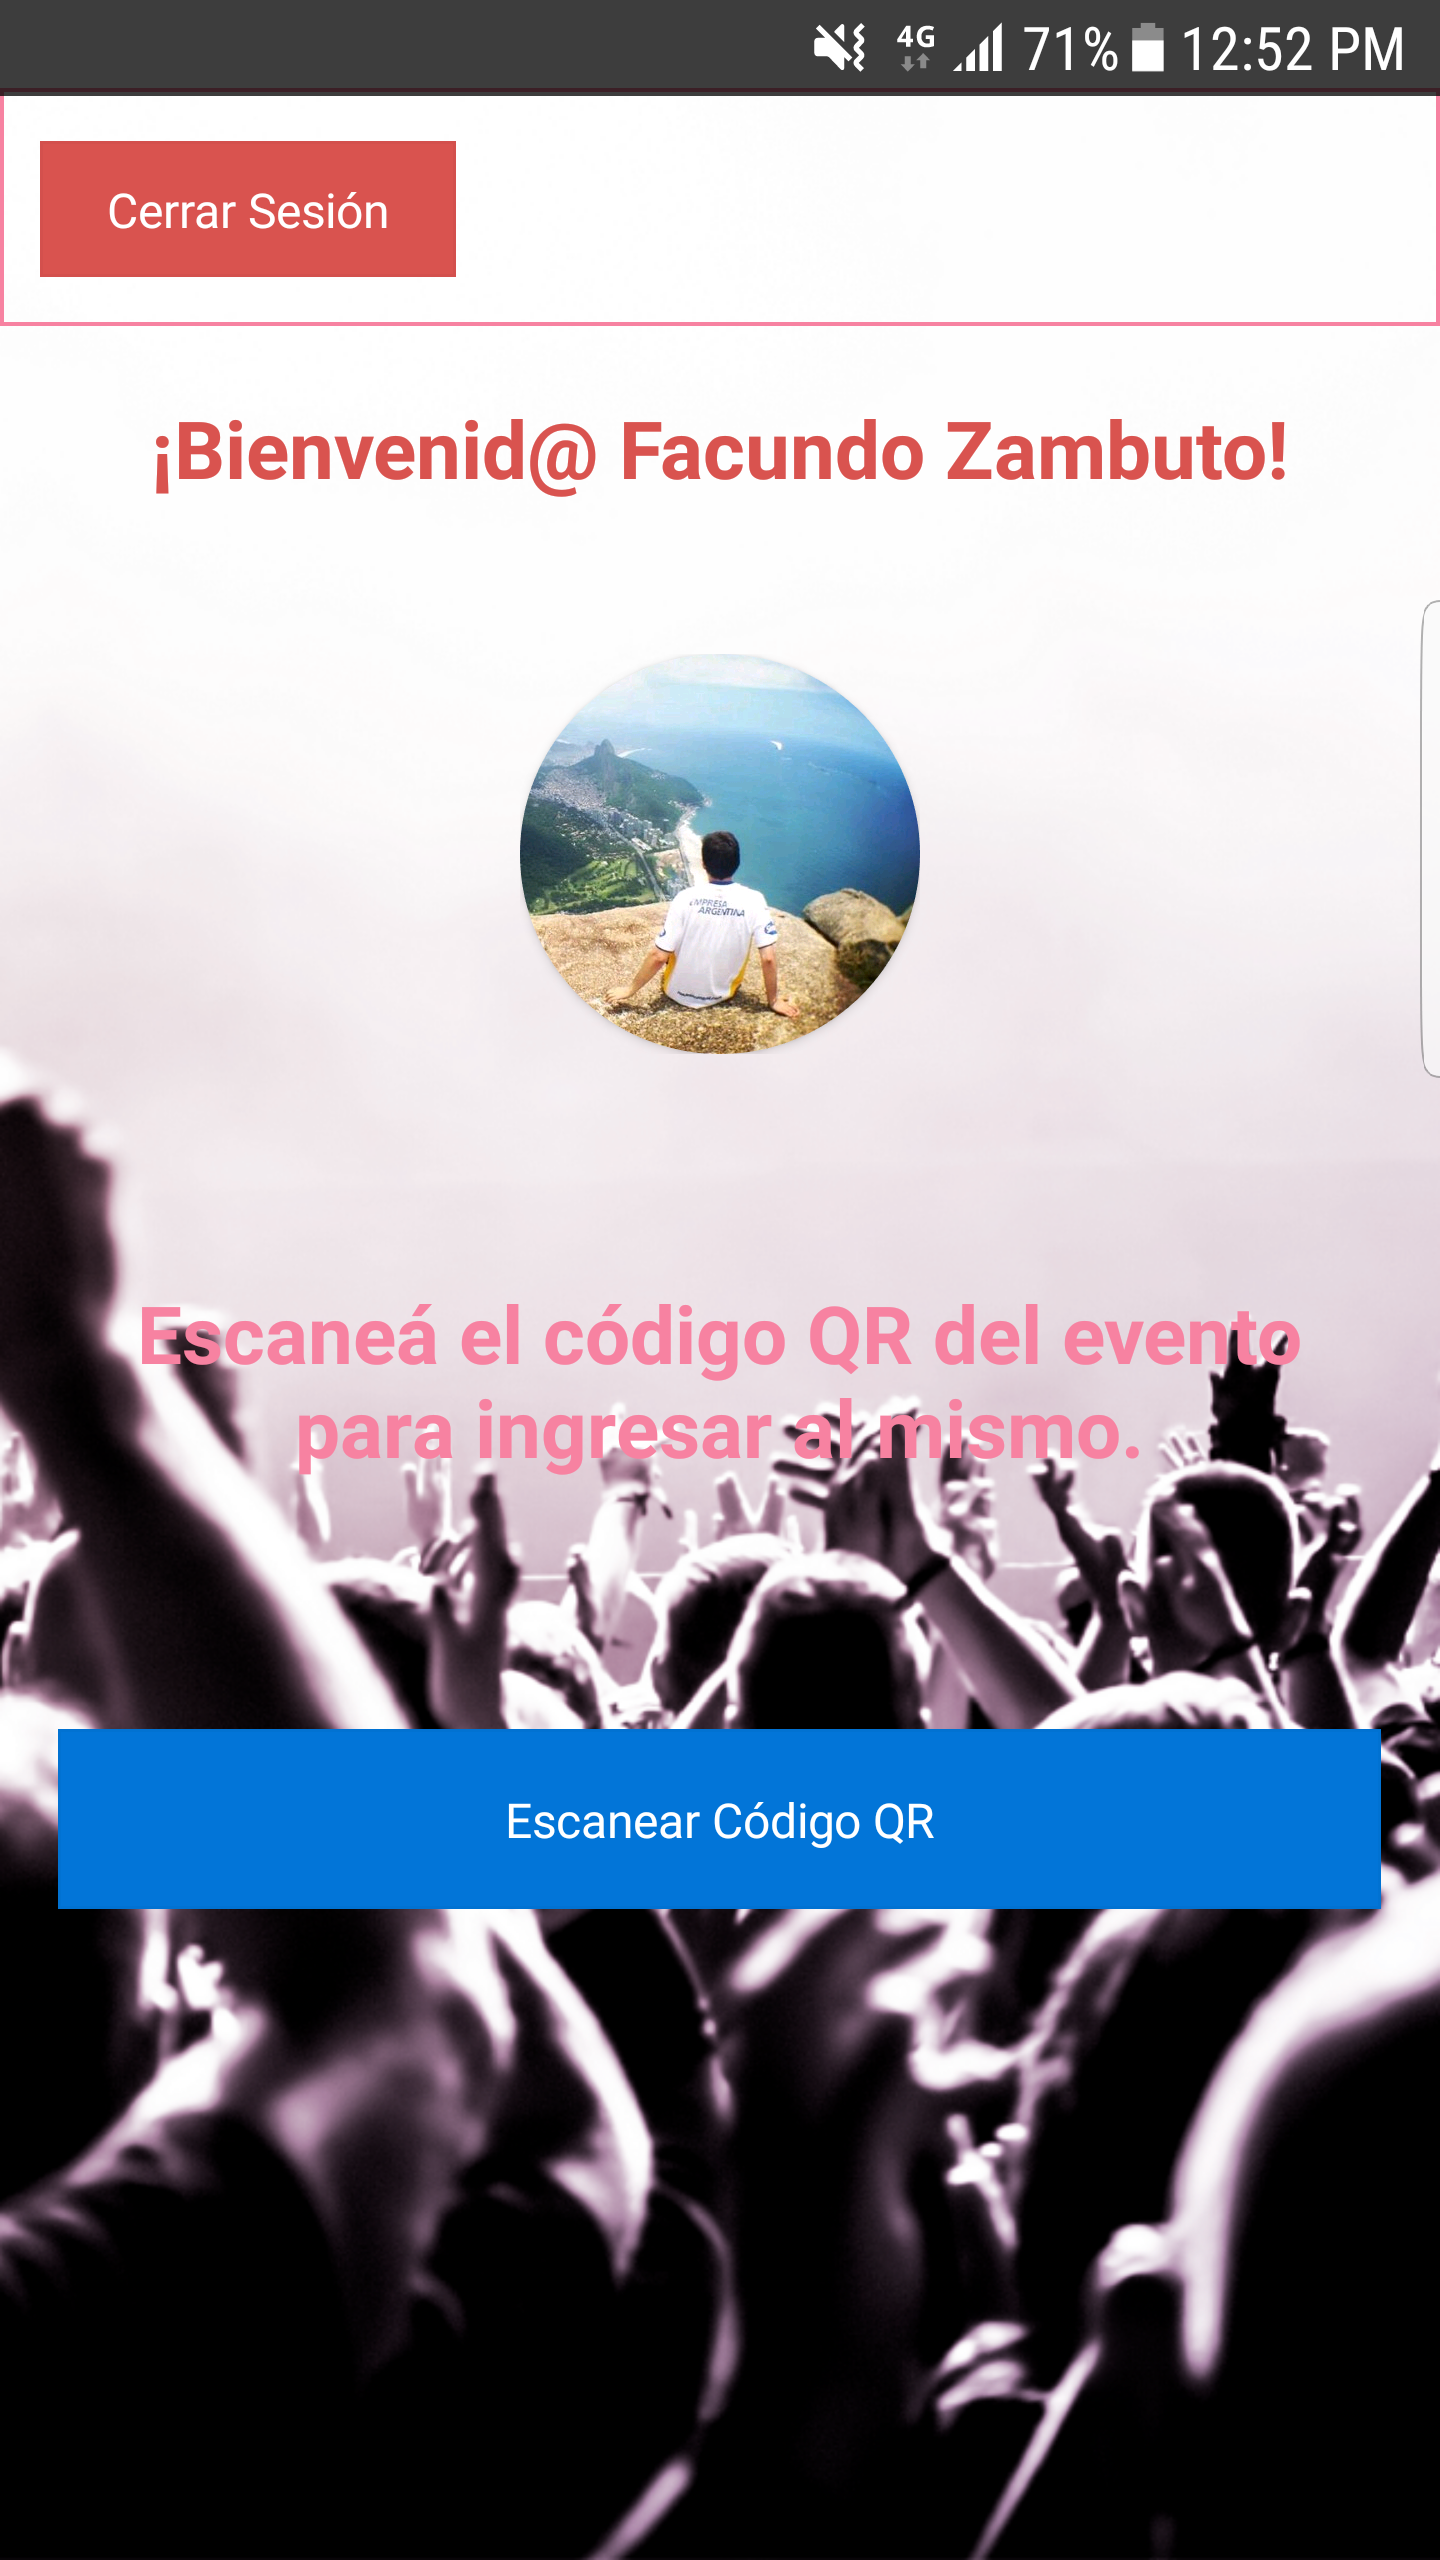 4G 71% 12:52 PM
Cerrar Sesión
¡Bienvenid@ Facundo Zambuto!
EMPRESA
ARGENTINA
Escaneá el código QR del evento
para ingresar al mismo.
Escanear Código QR